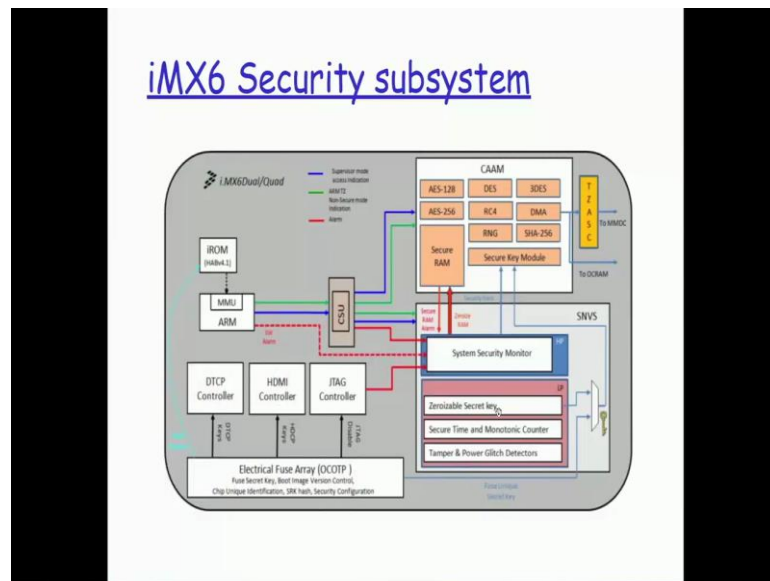 iMX6 Security subsystem
i.MX6Dual/Quad
Supervisor mode
access indication
ARM TZ
Non-Secure mode
indication
Alarm
CAAM
AES-128
DES
3DES
AES-256
RC4
DMA
RNG
SHA-256
Secure
RAM
Secure Key Module
TZASC
To MMDC
To OCRAM
iROM
(HABv4.1)
MMU
ARM
CSU
Alarm
Secure
RAM
Alarm
Zeroize
SNVS
HP
System Security Monitor
LP
Zeroizable Secret key
Secure Time and Monotonic Counter
Tamper & Power Glitch Detectors
DTCP
Controller
HDMI
Controller
JTAG
Controller
DTCP
Keys
HDCP
Keys
JTAG
Disable
Electrical Fuse Array (OCOTP )
Fuse Secret Key, Boot Image Version Control,
Chip Unique Identification, SRK hash, Security Configuration
Secret Key